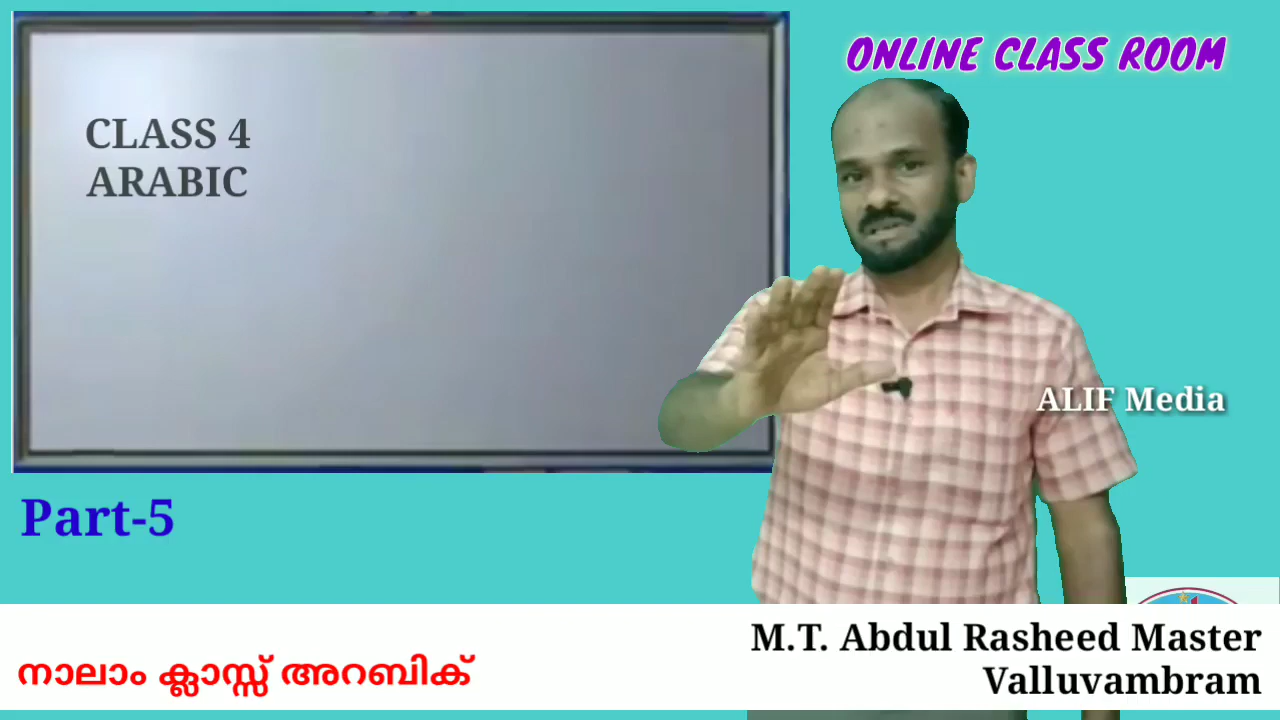 ONLINE CLASS ROOM
CLASS 4
ARABIC
ALIF Media
Part-5
M.T. Abdul Rasheed Master
Valluvambram
നാലാം ക്ലാസ്സ് അറബിക്